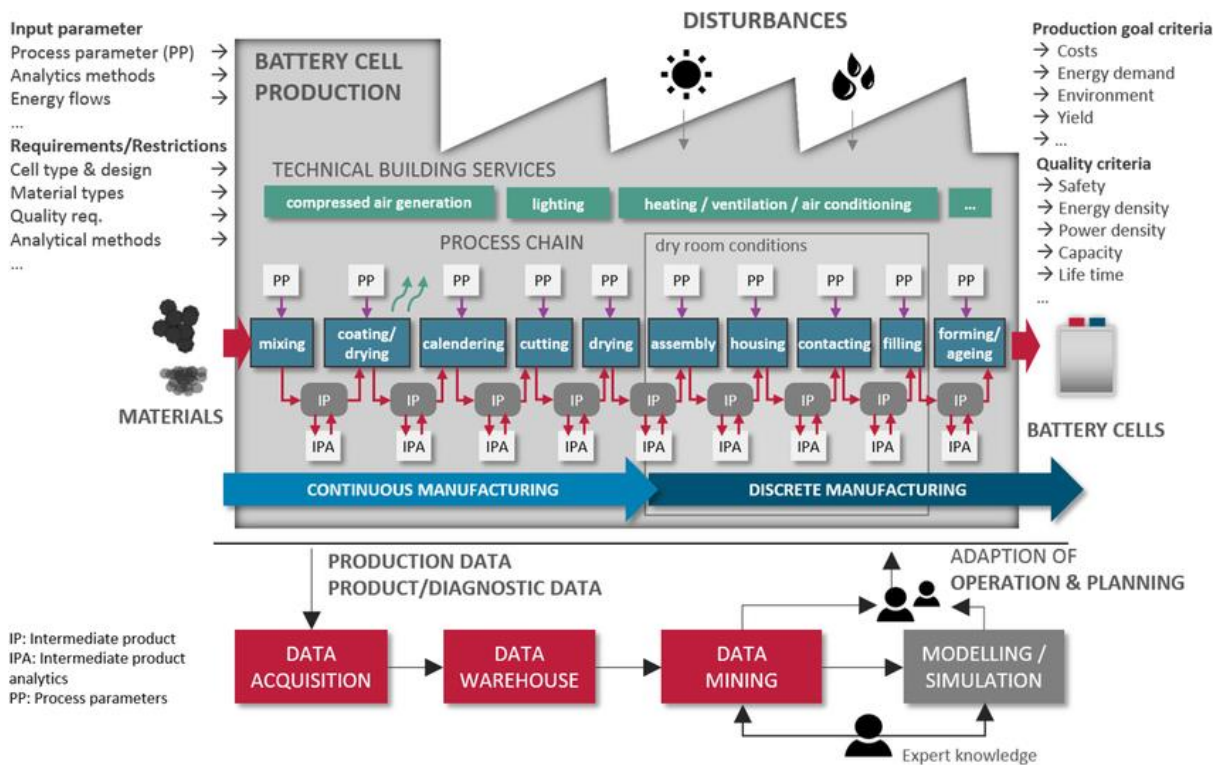 DISTURBANCES
Input parameter
Process parameter (PP) →
Analytics methods →
Energy flows →
...
Requirements/Restrictions
Cell type & design →
Material types →
Quality req. →
Analytical methods →
...
BATTERY CELL
PRODUCTION
Production goal criteria
→ Costs
→ Energy demand
→ Environment
→ Yield
→ ...
Quality criteria
→ Safety
→ Energy density
→ Power density
→ Capacity
→ Life time
...
TECHNICAL BUILDING SERVICES
compressed air generation
lighting
heating / ventilation / air conditioning
...
PROCESS CHAIN
dry room conditions
PP PP PP PP PP PP PP PP PP PP
mixing
coating/
drying
calendering
cutting
drying
assembly
housing
contacting
filling
forming/
ageing
IP IP IP IP IP IP IP IP IP
IPA IPA IPA IPA IPA IPA IPA IPA IPA
MATERIALS
BATTERY CELLS
CONTINUOUS MANUFACTURING
DISCRETE MANUFACTURING
PRODUCTION DATA
PRODUCT/DIAGNOSTIC DATA
ADAPTION OF
OPERATION & PLANNING
IP: Intermediate product
IPA: Intermediate product
analytics
PP: Process parameters
DATA
ACQUISITION
DATA
WAREHOUSE
DATA
MINING
MODELLING /
SIMULATION
Expert knowledge